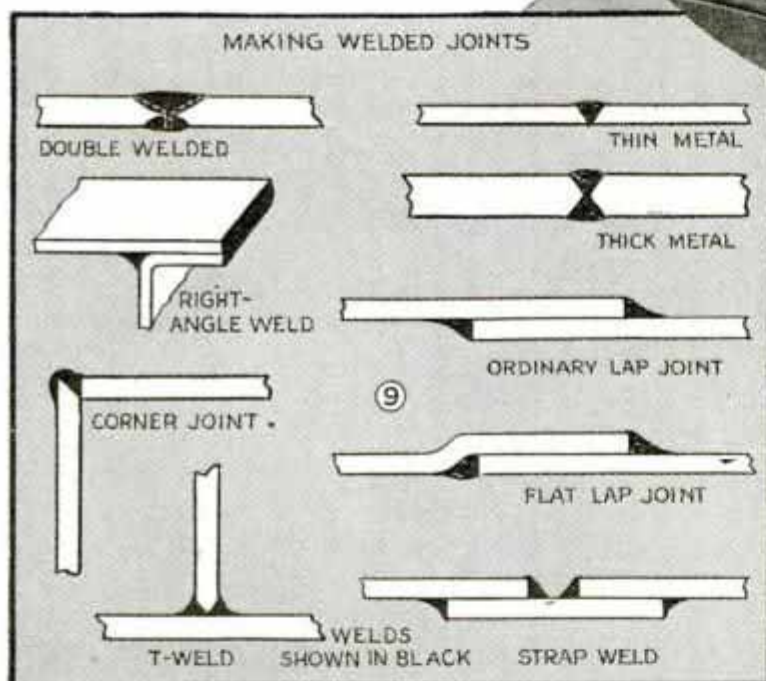 MAKING WELDED JOINTS
DOUBLE WELDED
THIN METAL
THICK METAL
RIGHT-
ANGLE WELD
ORDINARY LAP JOINT
9
CORNER JOINT .
FLAT LAP JOINT
WELDS
T-WELD SHOWN IN BLACK STRAP WELD